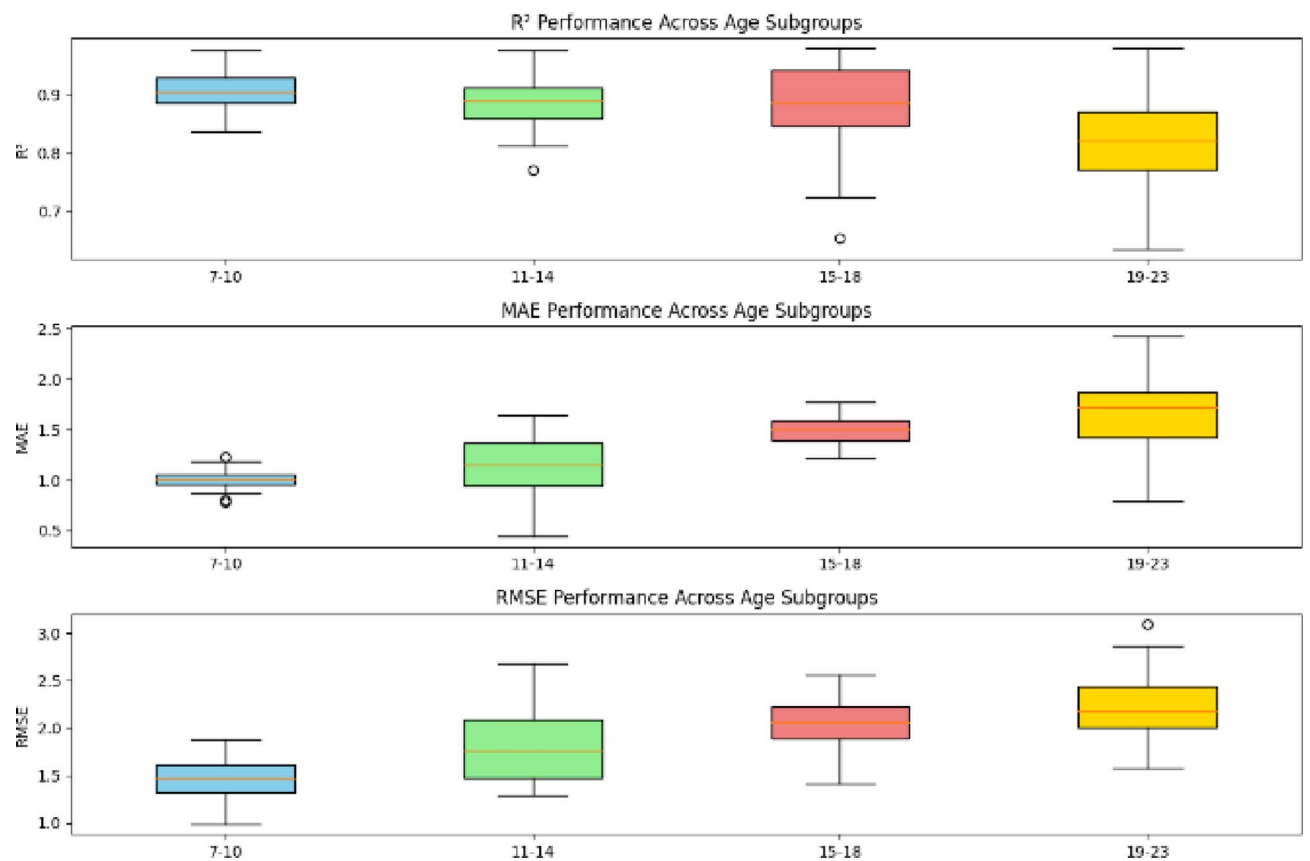 R² Performance Across Age Subgroups
R²
0.9
0.8
0.7
7-10 11-14 15-18 19-23
MAE Performance Across Age Subgroups
MAE
2.5
2.0
1.5
1.0
0.5
7-10 11-14 15-18 19-23
RMSE Performance Across Age Subgroups
RMSE
3.0
2.5
2.0
1.5
1.0
7-10 11-14 15-18 19-23